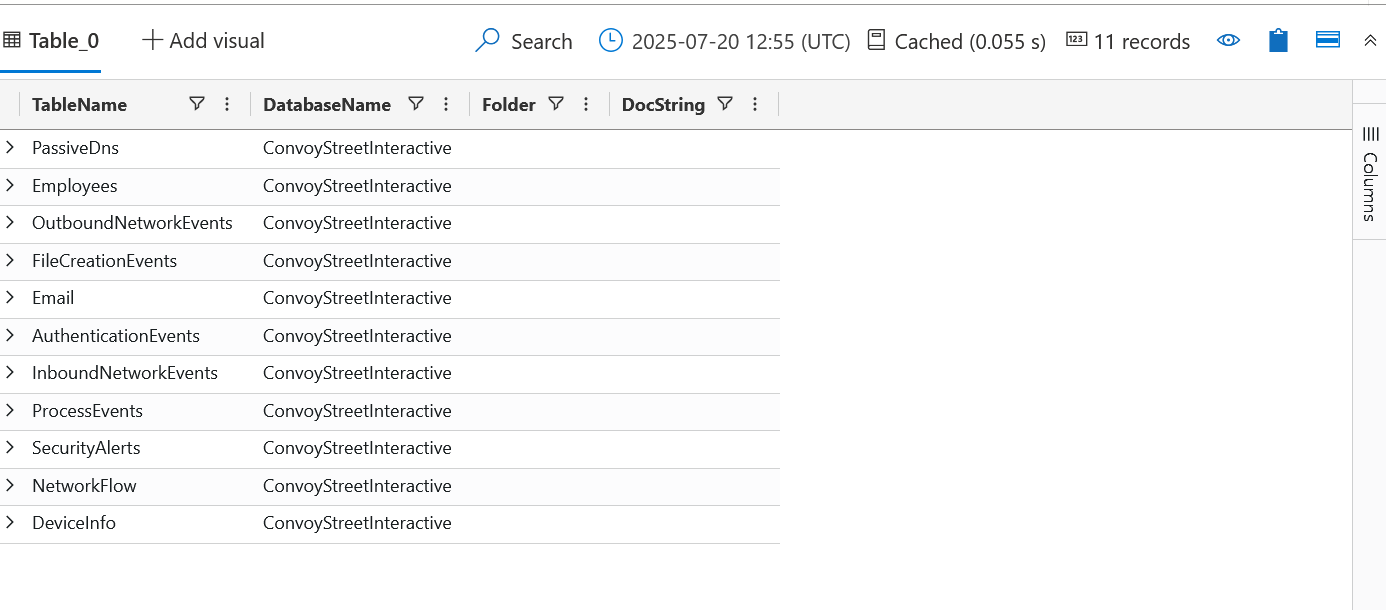 Table_0 Add visual Search 2025-07-20 12:55 (UTC) Cached (0.055 s) 123 11 records
TableName DatabaseName Folder DocString
PassiveDns ConvoyStreetInteractive
Employees ConvoyStreetInteractive
OutboundNetworkEvents ConvoyStreetInteractive
FileCreationEvents ConvoyStreetInteractive
Email ConvoyStreetInteractive
AuthenticationEvents ConvoyStreetInteractive
InboundNetworkEvents ConvoyStreetInteractive
ProcessEvents ConvoyStreetInteractive
SecurityAlerts ConvoyStreetInteractive
NetworkFlow ConvoyStreetInteractive
DeviceInfo ConvoyStreetInteractive
Columns